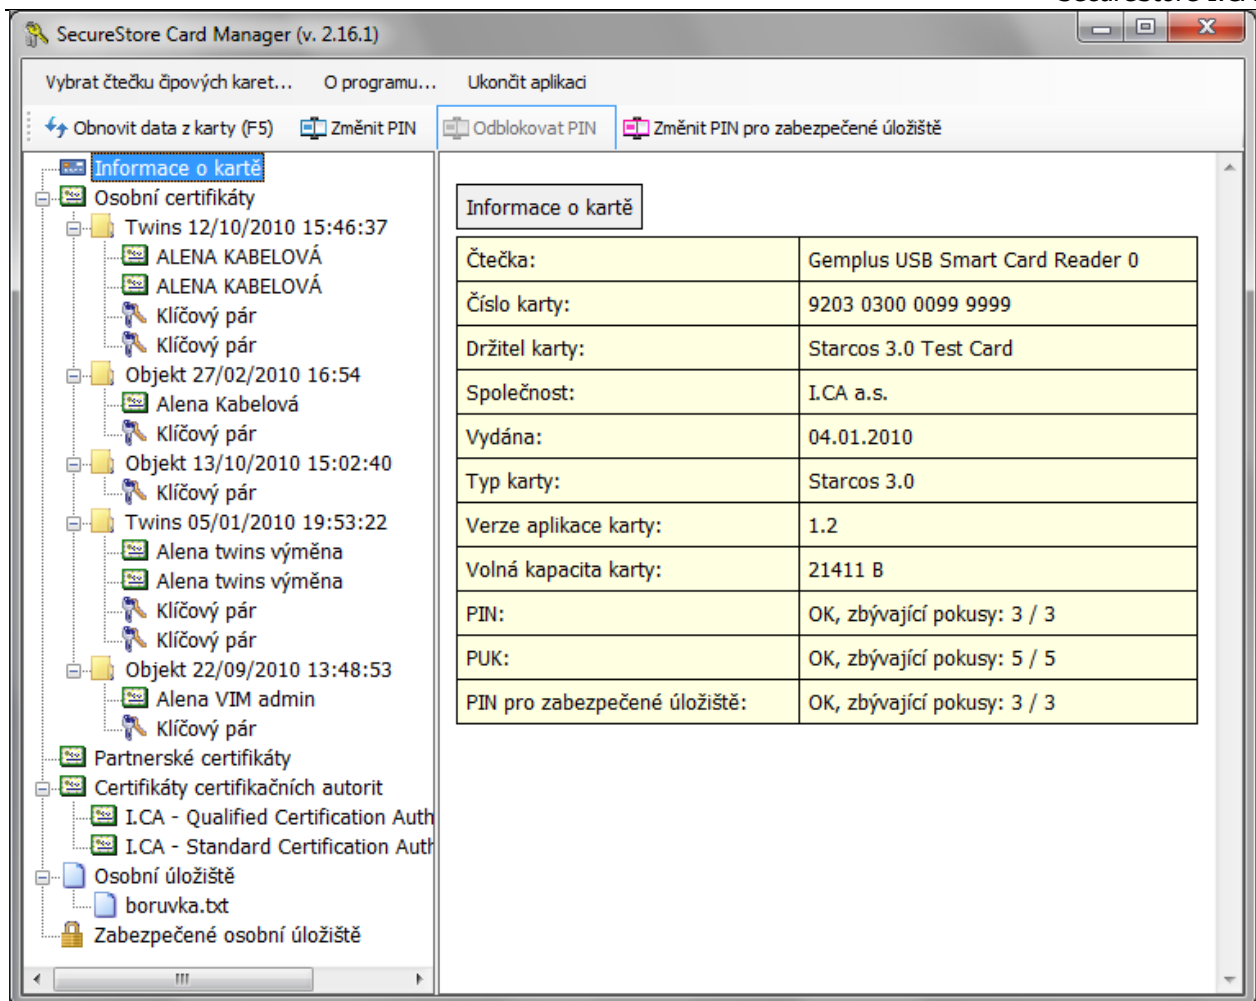 SecureStore Card Manager (v. 2.16.1)
Vybrat čtečku čipových karet... O programu... Ukončit aplikaci
Obnovit data z karty (F5) Změnit PIN Odblokovat PIN Změnit PIN pro zabezpečené úložiště
Informace o kartě
Osobní certifikáty
Twins 12/10/2010 15:46:37
ALENA KABELOVÁ
ALENA KABELOVÁ
Klíčový pár
Klíčový pár
Objekt 27/02/2010 16:54
Alena Kabelová
Klíčový pár
Objekt 13/10/2010 15:02:40
Klíčový pár
Twins 05/01/2010 19:53:22
Alena twins výměna
Alena twins výměna
Klíčový pár
Klíčový pár
Objekt 22/09/2010 13:48:53
Alena VIM admin
Klíčový pár
Partnerské certifikáty
Certifikáty certifikačních autorit
I.CA - Qualified Certification Auth
I.CA - Standard Certification Auth
Osobní úložiště
boruvka.txt
Zabezpečené osobní úložiště
Informace o kartě
Čtečka: Gemplus USB Smart Card Reader 0
Číslo karty: 9203 0300 0099 9999
Držitel karty: Starcos 3.0 Test Card
Společnost: I.CA a.s.
Vydána: 04.01.2010
Typ karty: Starcos 3.0
Verze aplikace karty: 1.2
Volná kapacita karty: 21411 B
PIN: OK, zbývající pokusy: 3 / 3
PUK: OK, zbývající pokusy: 5 / 5
PIN pro zabezpečené úložiště: OK, zbývající pokusy: 3 / 3